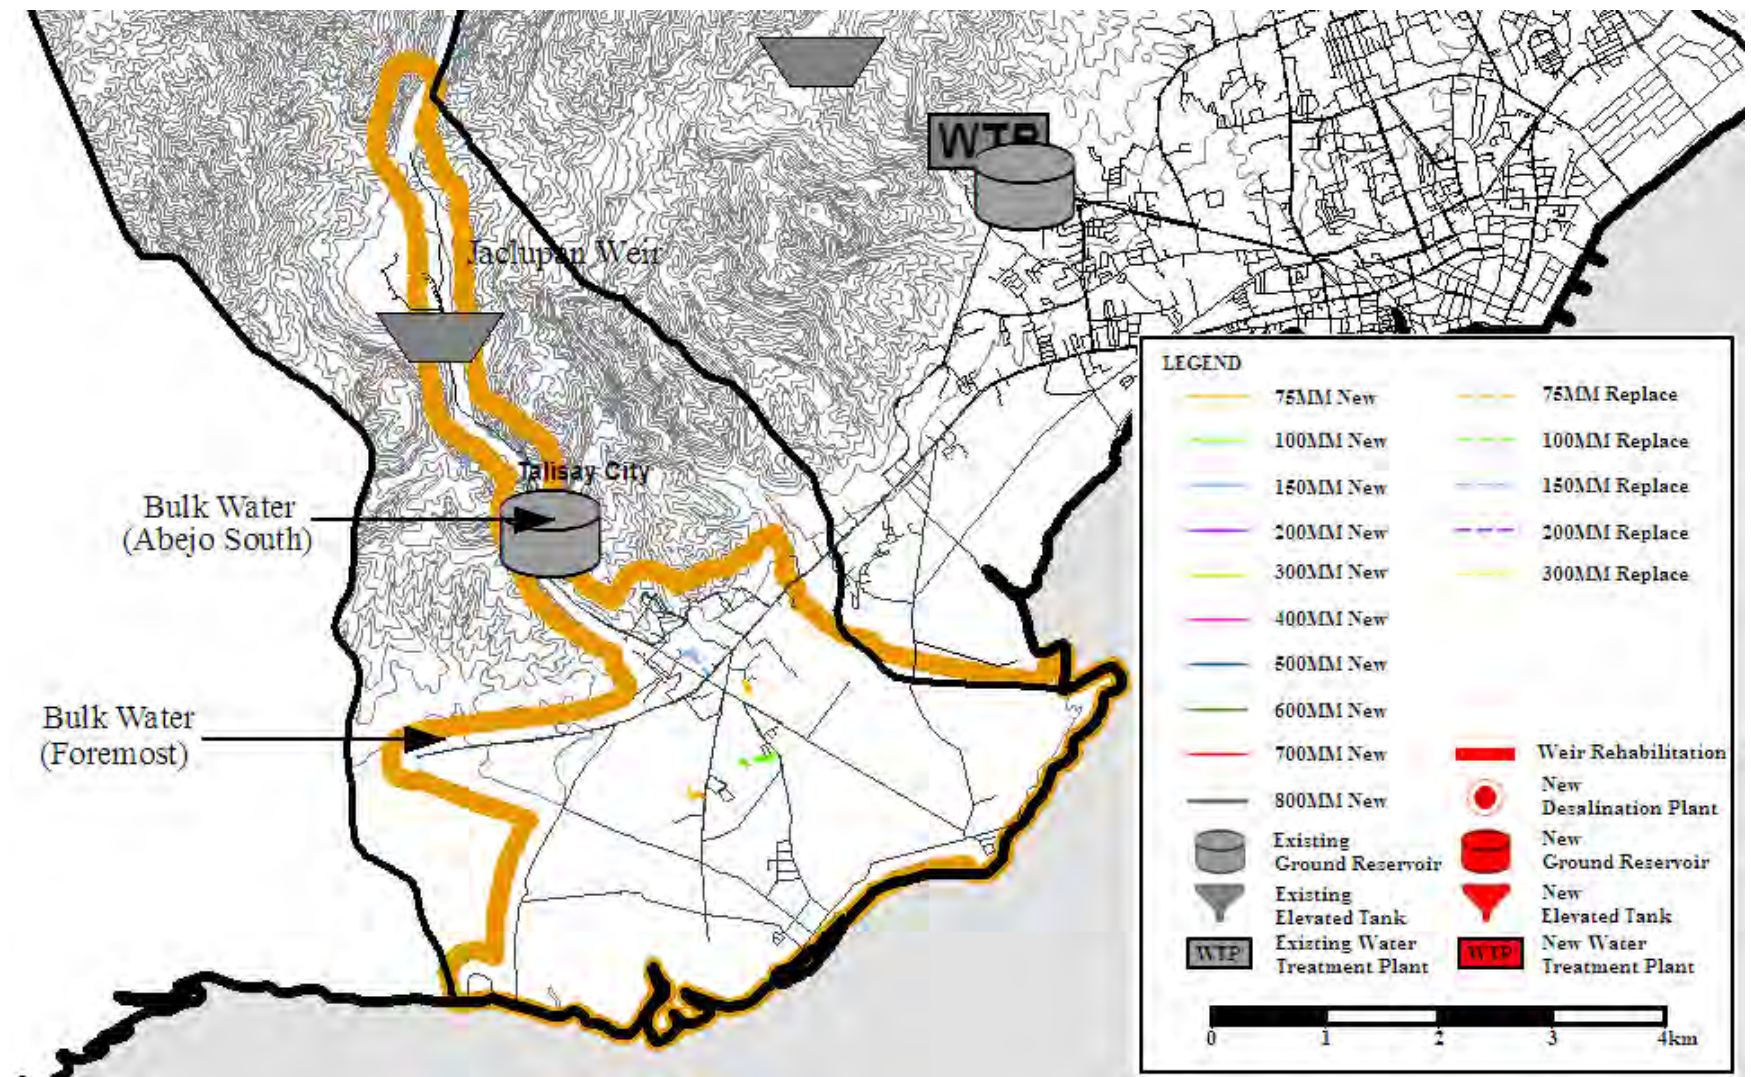 WTP
Jaclupan Weir
Talisay City
Bulk Water
(Abejo South)
Bulk Water
(Foremost)
LEGEND
75MM New
100MM New
150MM New
200MM New
300MM New
400MM New
500MM New
600MM New
700MM New
800MM New
Existing
Ground Reservoir
Existing
Elevated Tank
WTP
Existing Water
Treatment Plant
75MM Replace
100MM Replace
150MM Replace
200MM Replace
300MM Replace
Weir Rehabilitation
New
Desalination Plant
New
Ground Reservoir
New
Elevated Tank
WTP
New Water
Treatment Plant
0 1 2 3 4km